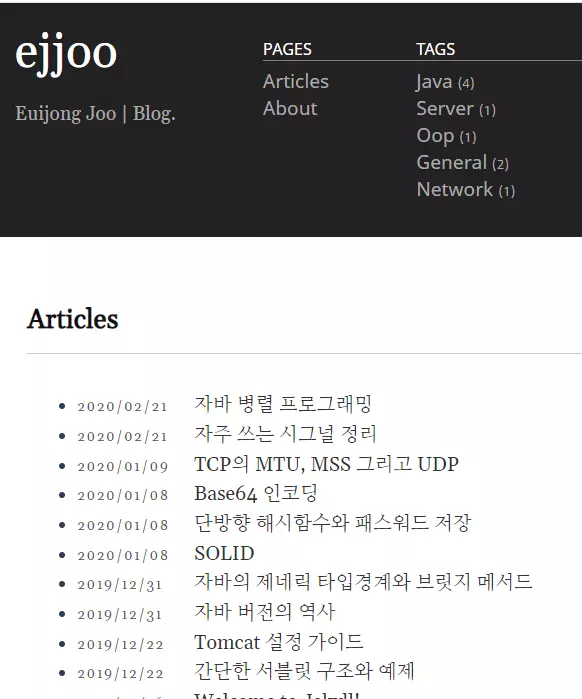 ejjoo
Euijong Joo | Blog.
PAGES
Articles
About
TAGS
Java (4)
Server (1)
Oop (1)
General (2)
Network (1)
Articles
2020/02/21 자바 병렬 프로그래밍
2020/02/21 자주 쓰는 시그널 정리
2020/01/09 TCP의 MTU, MSS 그리고 UDP
2020/01/08 Base64 인코딩
2020/01/08 단방향 해시함수와 패스워드 저장
2020/01/08 SOLID
2019/12/31 자바의 제네릭 타입경계와 브릿지 메서드
2019/12/31 자바 버전의 역사
2019/12/22 Tomcat 설정 가이드
2019/12/22 간단한 서블릿 구조와 예제
Welcome to Jekyll!